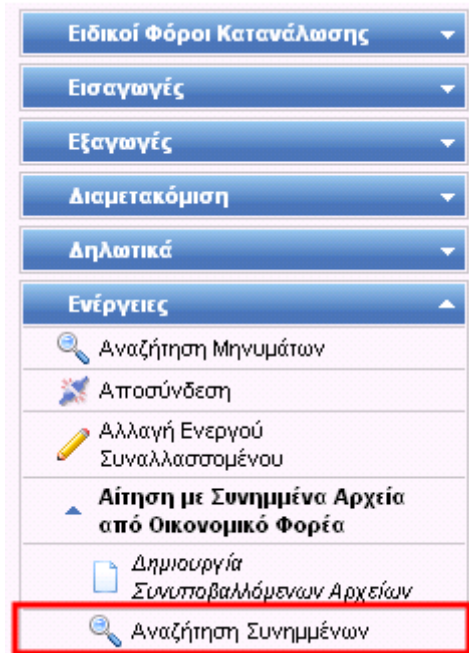 Ειδικοί Φόροι Κατανάλωσης
Εισαγωγές
Εξαγωγές
Διαμετακόμιση
Δηλωτικά
Ενέργειες
Αναζήτηση Μηνυμάτων
Αποσύνδεση
Αλλαγή Ενεργού
Συναλλασσομένου
Αίτηση με Συνημμένα Αρχεία
από Οικονομικό Φορέα
Δημιουργία
Συνυποβαλλόμενων Αρχείων
Αναζήτηση Συνημμένων